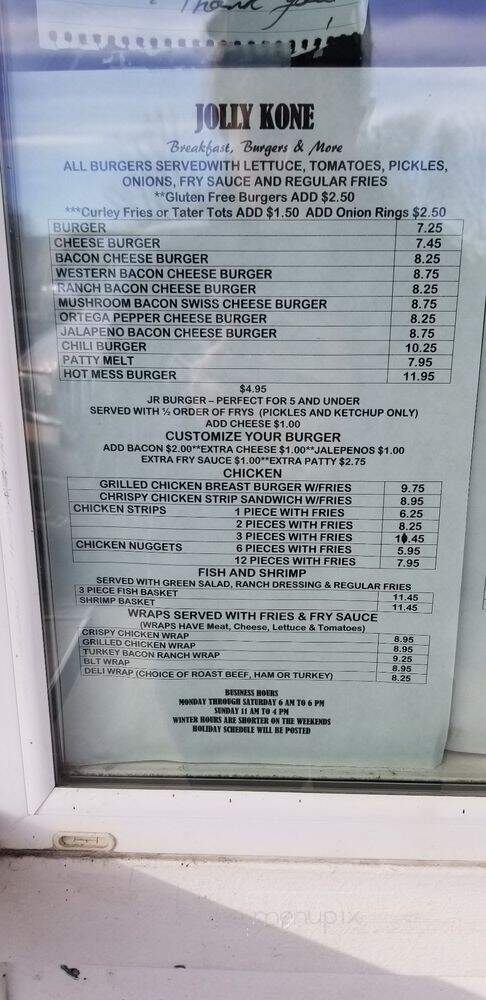 Thank you
JOLLY KONE
Breakfast, Burgers & More
ALL BURGERS SERVEDWITH LETTUCE, TOMATOES, PICKLES,
ONIONS, FRY SAUCE AND REGULAR FRIES
**Gluten Free Burgers ADD $2.50
***Curley Fries or Tater Tots ADD $1.50 ADD Onion Rings $2.50
BURGER 7.25
CHEESE BURGER 7.45
BACON CHEESE BURGER 8.25
WESTERN BACON CHEESE BURGER 8.75
RANCH BACON CHEESE BURGER 8.25
MUSHROOM BACON SWISS CHEESE BURGER 8.75
ORTEGA PEPPER CHEESE BURGER 8.25
JALAPENO BACON CHEESE BURGER 8.75
CHILI BURGER 10.25
PATTY MELT 7.95
HOT MESS BURGER 11.95
$4.95
JR BURGER – PERFECT FOR 5 AND UNDER
SERVED WITH ½ ORDER OF FRYS (PICKLES AND KETCHUP ONLY)
ADD CHEESE $1.00
CUSTOMIZE YOUR BURGER
ADD BACON $2.00**EXTRA CHEESE $1.00**JALEPENOS $1.00
EXTRA FRY SAUCE $1.00**EXTRA PATTY $2.75
CHICKEN
GRILLED CHICKEN BREAST BURGER W/FRIES 9.75
CHRISPY CHICKEN STRIP SANDWICH W/FRIES 8.95
CHICKEN STRIPS 1 PIECE WITH FRIES 6.25
2 PIECES WITH FRIES 8.25
3 PIECES WITH FRIES 10.45
CHICKEN NUGGETS 6 PIECES WITH FRIES 5.95
12 PIECES WITH FRIES 7.95
FISH AND SHRIMP
SERVED WITH GREEN SALAD, RANCH DRESSING & REGULAR FRIES
3 PIECE FISH BASKET 11.45
SHRIMP BASKET 11.45
WRAPS SERVED WITH FRIES & FRY SAUCE
(WRAPS HAVE Meat, Cheese, Lettuce & Tomatoes)
CRISPY CHICKEN WRAP 8.95
GRILLED CHICKEN WRAP 8.95
TURKEY BACON RANCH WRAP 9.25
BLT WRAP 8.95
DELI WRAP (CHOICE OF ROAST BEEF, HAM OR TURKEY) 8.25
BUSINESS HOURS
MONDAY THROUGH SATURDAY 6 AM TO 6 PM
SUNDAY 11 AM TO 4 PM
WINTER HOURS ARE SHORTER ON THE WEEKENDS
HOLIDAY SCHEDULE WILL BE POSTED
menupix